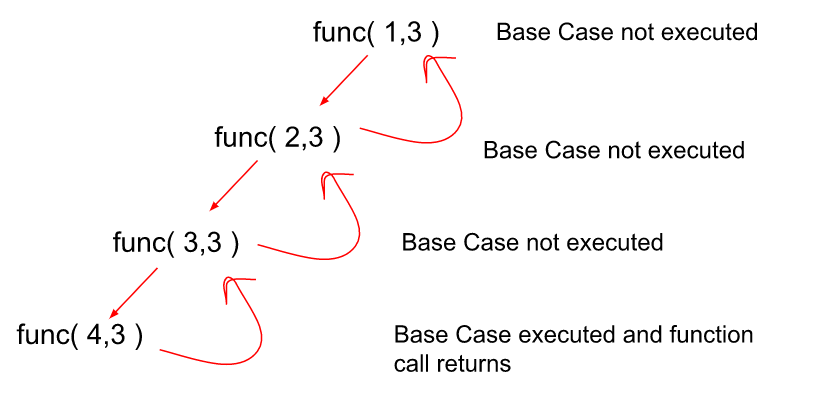 func( 1,3 ) Base Case not executed
func( 2,3 )
Base Case not executed
func( 3,3 ) Base Case not executed
func( 4,3 ) Base Case executed and function
call returns